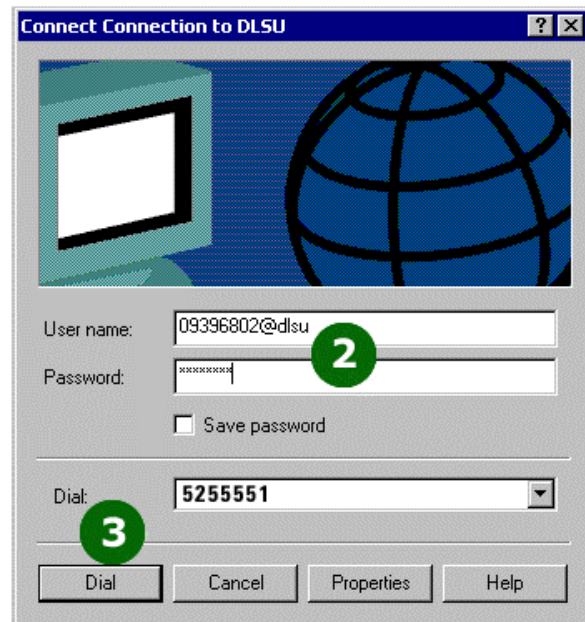 Connect Connection to DLSU
User name: 09396802@dlsu
2
Password: ********
Save password
Dial: 5255551
3
Dial Cancel Properties Help